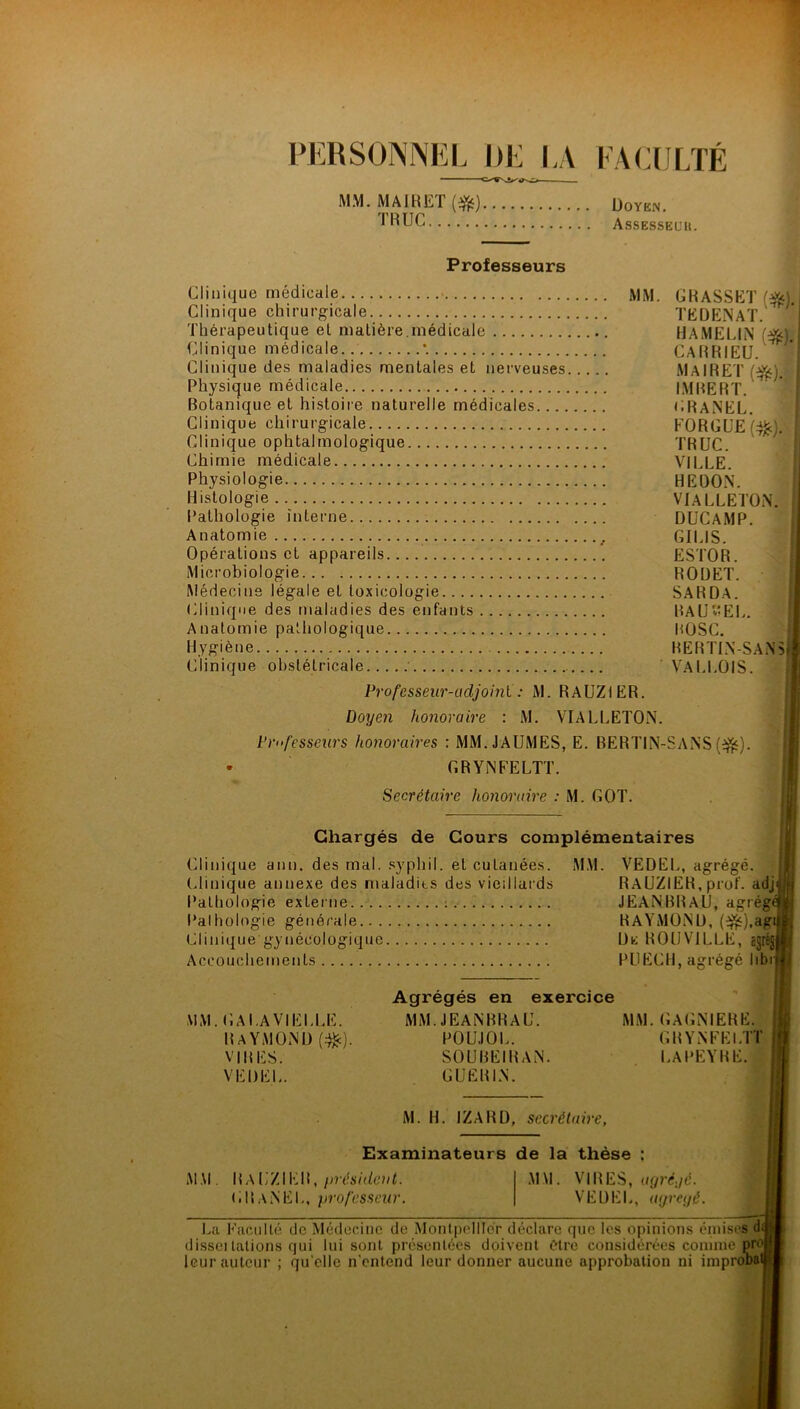 PERSONNEL DE LA FACULTÉ
MM. MAIRET (✻)............ DOYEN.
TRUC.................... ASSESSEUR.
Professeurs
Clinique médicale.......................... MM. GRASSET (✻).
Clinique chirurgicale.......................... TEDENAT.
Thérapeutique et matière.médicale.............. HAMELIN (✻).
Clinique médicale.......................... CARRIEU.
Clinique des maladies mentales et nerveuses..... MAIRET (✻).
Physique médicale.......................... IMBERT.
Botanique et histoire naturelle médicales......... GRANEL.
Clinique chirurgicale.......................... FORGUE (✻).
Clinique ophtalmologique...................... TRUC.
Chimie médicale.......................... VILLE.
Physiologie.......................... HEDON.
Histologie.......................... VIALLETON.
Pathologie interne.......................... DUCAMP.
Anatomie.......................... GILIS.
Opérations et appareils.......................... ESTOR.
Microbiologie.......................... RODET.
Médecine légale et toxicologie................... SARDA.
Clinique des maladies des enfants............... BAUMEL.
Anatomie pathologique.......................... BOSC.
Hygiène.......................... BERTIN-SANS
Clinique obstétricale.......................... VALLOIS.
Professeur-adjoint : M. RAUZIER.
Doyen honoraire : M. VIALLETON.
Professeurs honoraires : MM. JAUMES, E. BERTIN-SANS (✻).
GRYNFELTT.
Secrétaire honoraire : M. GOT.
Chargés de Cours complémentaires
Clinique ann. des mal. syphil. et cutanées. MM. VEDEL, agrégé.
Clinique annexe des maladies des vieillards RAUZIER, prof. adj
Pathologie externe.......................... JEANBRAU, agrégé
Pathologie générale.......................... RAYMOND, (✻), agr
Clinique gynécologique...................... De ROUVILLE, agrég
Accouchements.......................... PUECH, agrégé libr
Agrégés en exercice
MM. GALAVIELLE. MM. JEANBRAU. MM. GAGNIERE.
RAYMOND (✻). POUJOL. GRYNFELTT
VIRES. SOUBEIRAN. LAPEYRE.
VEDEL. GUERIN.
M. H. IZARD, secrétaire,
Examinateurs de la thèse :
MM. RAUZIER, président. MM. VIRES, agrégé.
GRANEL, professeur. VEDEL, agrégé.
La Faculté de Médecine de Montpellier déclare que les opinions émises da
dissertations qui lui sont présentées doivent être considérées comme pro
leur auteur ; qu'elle n'entend leur donner aucune approbation ni improbat